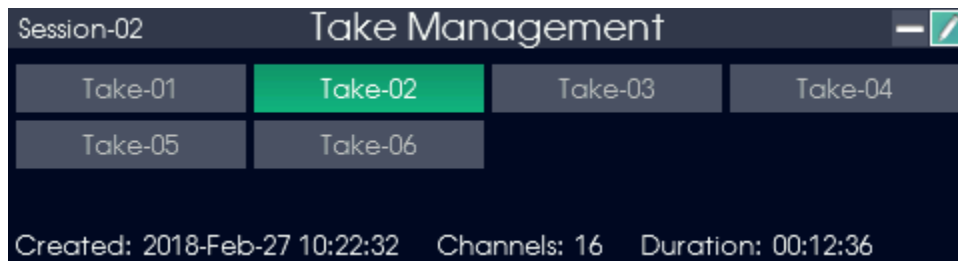 Session-02 Take Management
Take-01 Take-02 Take-03 Take-04
Take-05 Take-06
Created: 2018-Feb-27 10:22:32 Channels: 16 Duration: 00:12:36